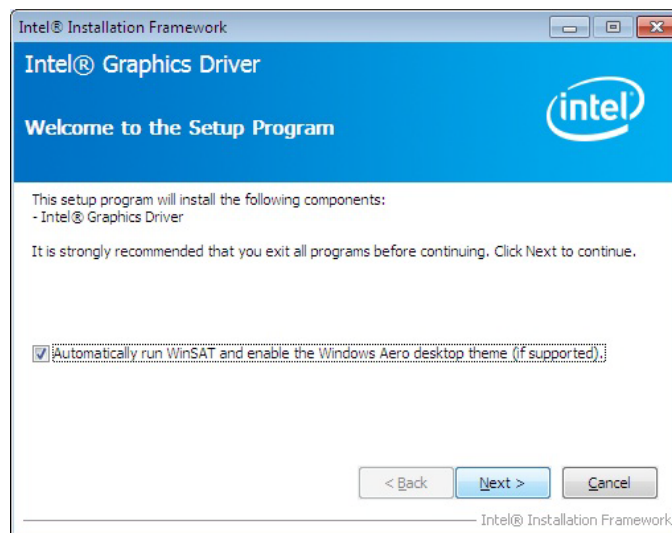 Intel® Installation Framework
Intel® Graphics Driver
intel
Welcome to the Setup Program
This setup program will install the following components:
- Intel® Graphics Driver
It is strongly recommended that you exit all programs before continuing. Click Next to continue.
Automatically run WinSAT and enable the Windows Aero desktop theme (if supported).
< Back
Next >
Cancel
Intel® Installation Framework